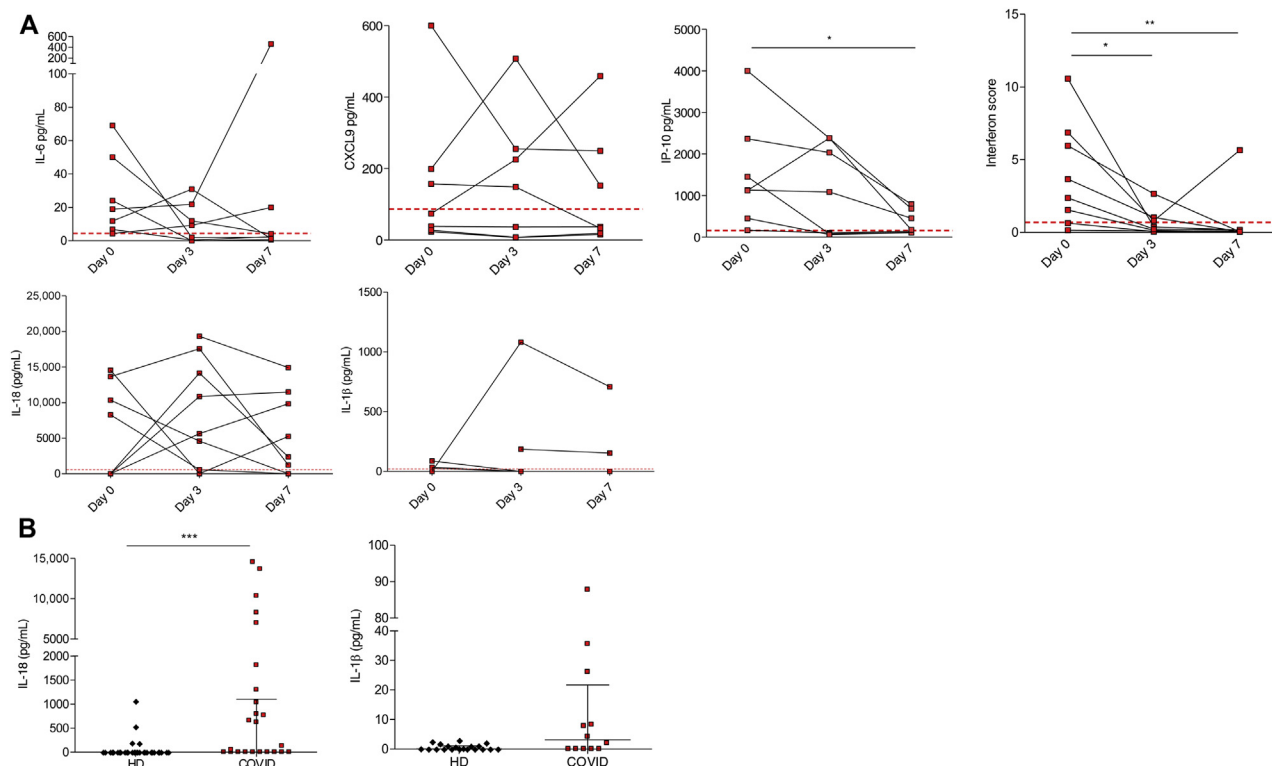 A
IL-6 pg/mL
600
400
200
100
80
60
40
20
0
Day 0
Day 3
Day 7
CXCL9 pg/mL
600
400
200
0
Day 0
Day 3
Day 7
IP-10 pg/mL
5000
4000
3000
2000
1000
0
*
Day 0
Day 3
Day 7
Interferon score
15
10
5
0
**
*
Day 0
Day 3
Day 7
IL-18 (pg/mL)
25,000
20,000
15,000
10,000
5000
0
Day 0
Day 3
Day 7
IL-1β (pg/mL)
1500
1000
500
0
Day 0
Day 3
Day 7
B
IL-18 (pg/mL)
***
15,000
10,000
5000
2000
1500
1000
500
0
HD
COVID
IL-1β (pg/mL)
100
90
80
40
30
20
10
0
HD
COVID